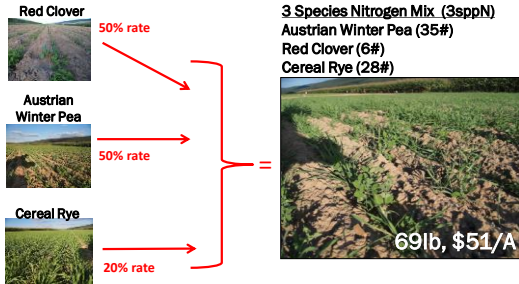 Red Clover
50% rate
Austrian
Winter Pea
50% rate
Cereal Rye
20% rate
=
3 Species Nitrogen Mix (3sppN)
Austrian Winter Pea (35#)
Red Clover (6#)
Cereal Rye (28#)
69lb, $51/A